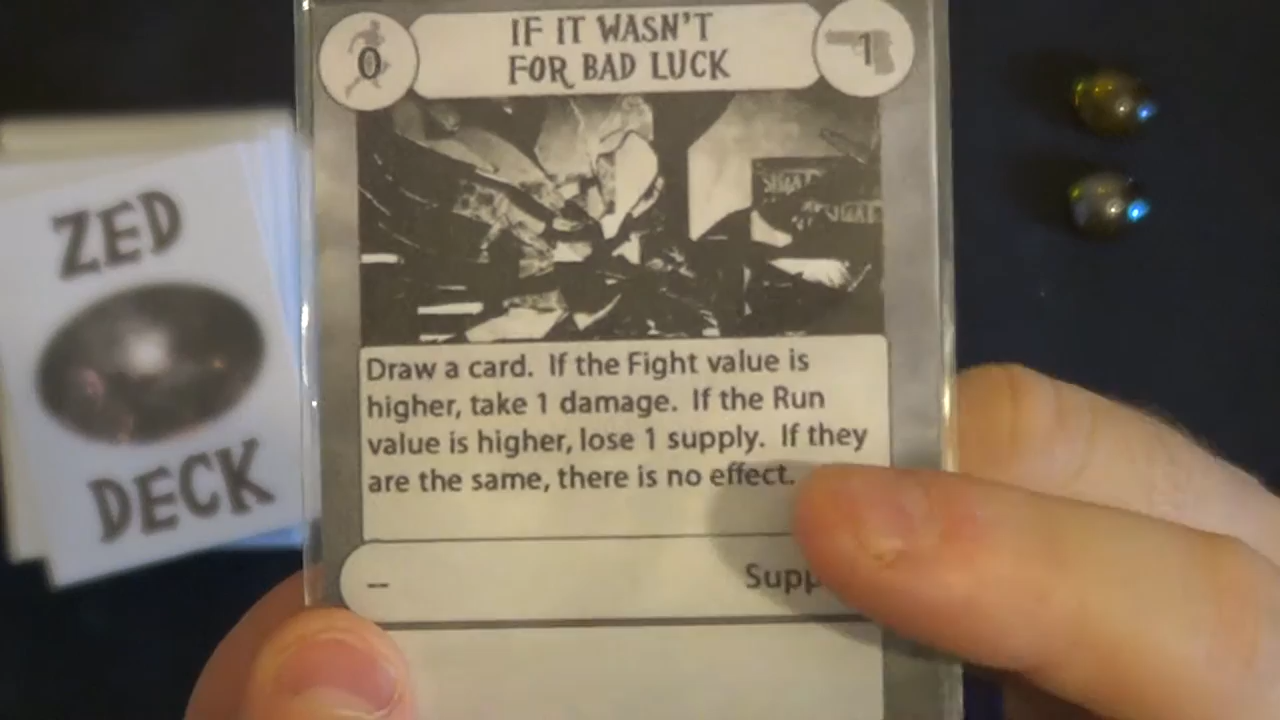 IF IT WASN'T
FOR BAD LUCK
0
1
Draw a card. If the Fight value is
higher, take 1 damage. If the Run
value is higher, lose 1 supply. If they
are the same, there is no effect.
-- Supp
ZED
DECK